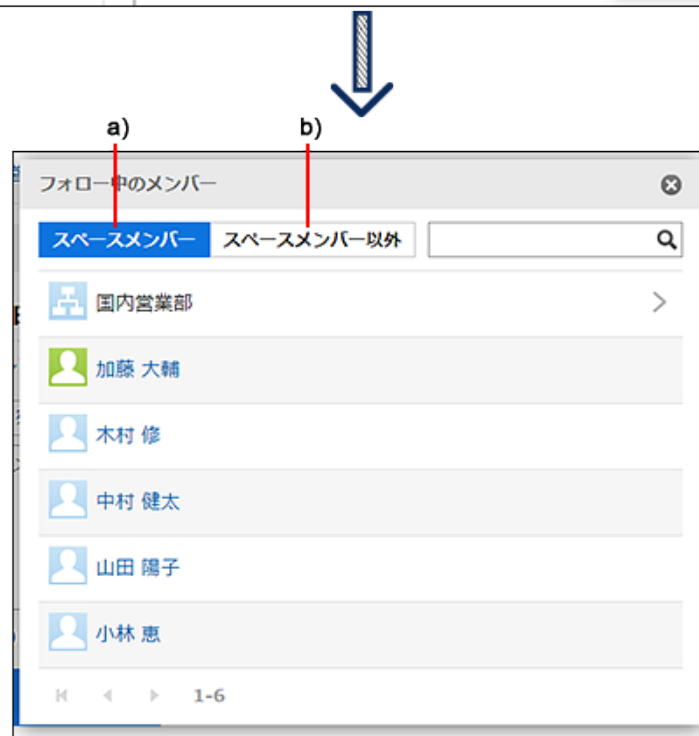 a) b)
フォロー中のメンバー
スペースメンバー スペースメンバー以外
国内営業部
加藤 大輔
木村 修
中村 健太
山田 陽子
小林 恵
1-6